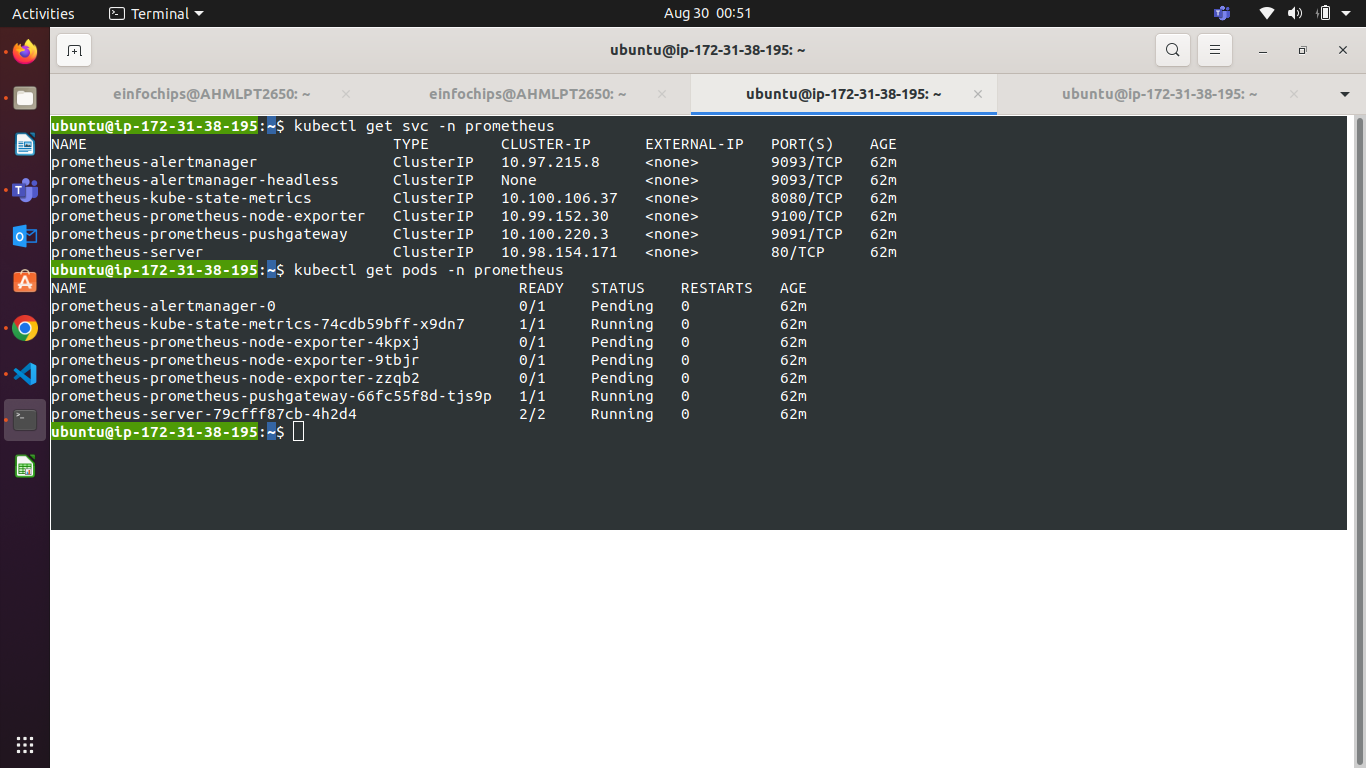 Activities Terminal Aug 30 00:51
ubuntu@ip-172-31-38-195: ~
einfochips@AHMLPT2650: ~ einfochips@AHMLPT2650: ~ ubuntu@ip-172-31-38-195: ~ ubuntu@ip-172-31-38-195: ~
ubuntu@ip-172-31-38-195:~$ kubectl get svc -n prometheus
NAME TYPE CLUSTER-IP EXTERNAL-IP PORT(S) AGE
prometheus-alertmanager ClusterIP 10.97.215.8 <none> 9093/TCP 62m
prometheus-alertmanager-headless ClusterIP None <none> 9093/TCP 62m
prometheus-kube-state-metrics ClusterIP 10.100.106.37 <none> 8080/TCP 62m
prometheus-prometheus-node-exporter ClusterIP 10.99.152.30 <none> 9100/TCP 62m
prometheus-prometheus-pushgateway ClusterIP 10.100.220.3 <none> 9091/TCP 62m
prometheus-server ClusterIP 10.98.154.171 <none> 80/TCP 62m
ubuntu@ip-172-31-38-195:~$ kubectl get pods -n prometheus
NAME READY STATUS RESTARTS AGE
prometheus-alertmanager-0 0/1 Pending 0 62m
prometheus-kube-state-metrics-74cdb59bff-x9dn7 1/1 Running 0 62m
prometheus-prometheus-node-exporter-4kpxj 0/1 Pending 0 62m
prometheus-prometheus-node-exporter-9tbjr 0/1 Pending 0 62m
prometheus-prometheus-node-exporter-zzqb2 0/1 Pending 0 62m
prometheus-prometheus-pushgateway-66fc55f8d-tjs9p 1/1 Running 0 62m
prometheus-server-79cfff87cb-4h2d4 2/2 Running 0 62m
ubuntu@ip-172-31-38-195:~$